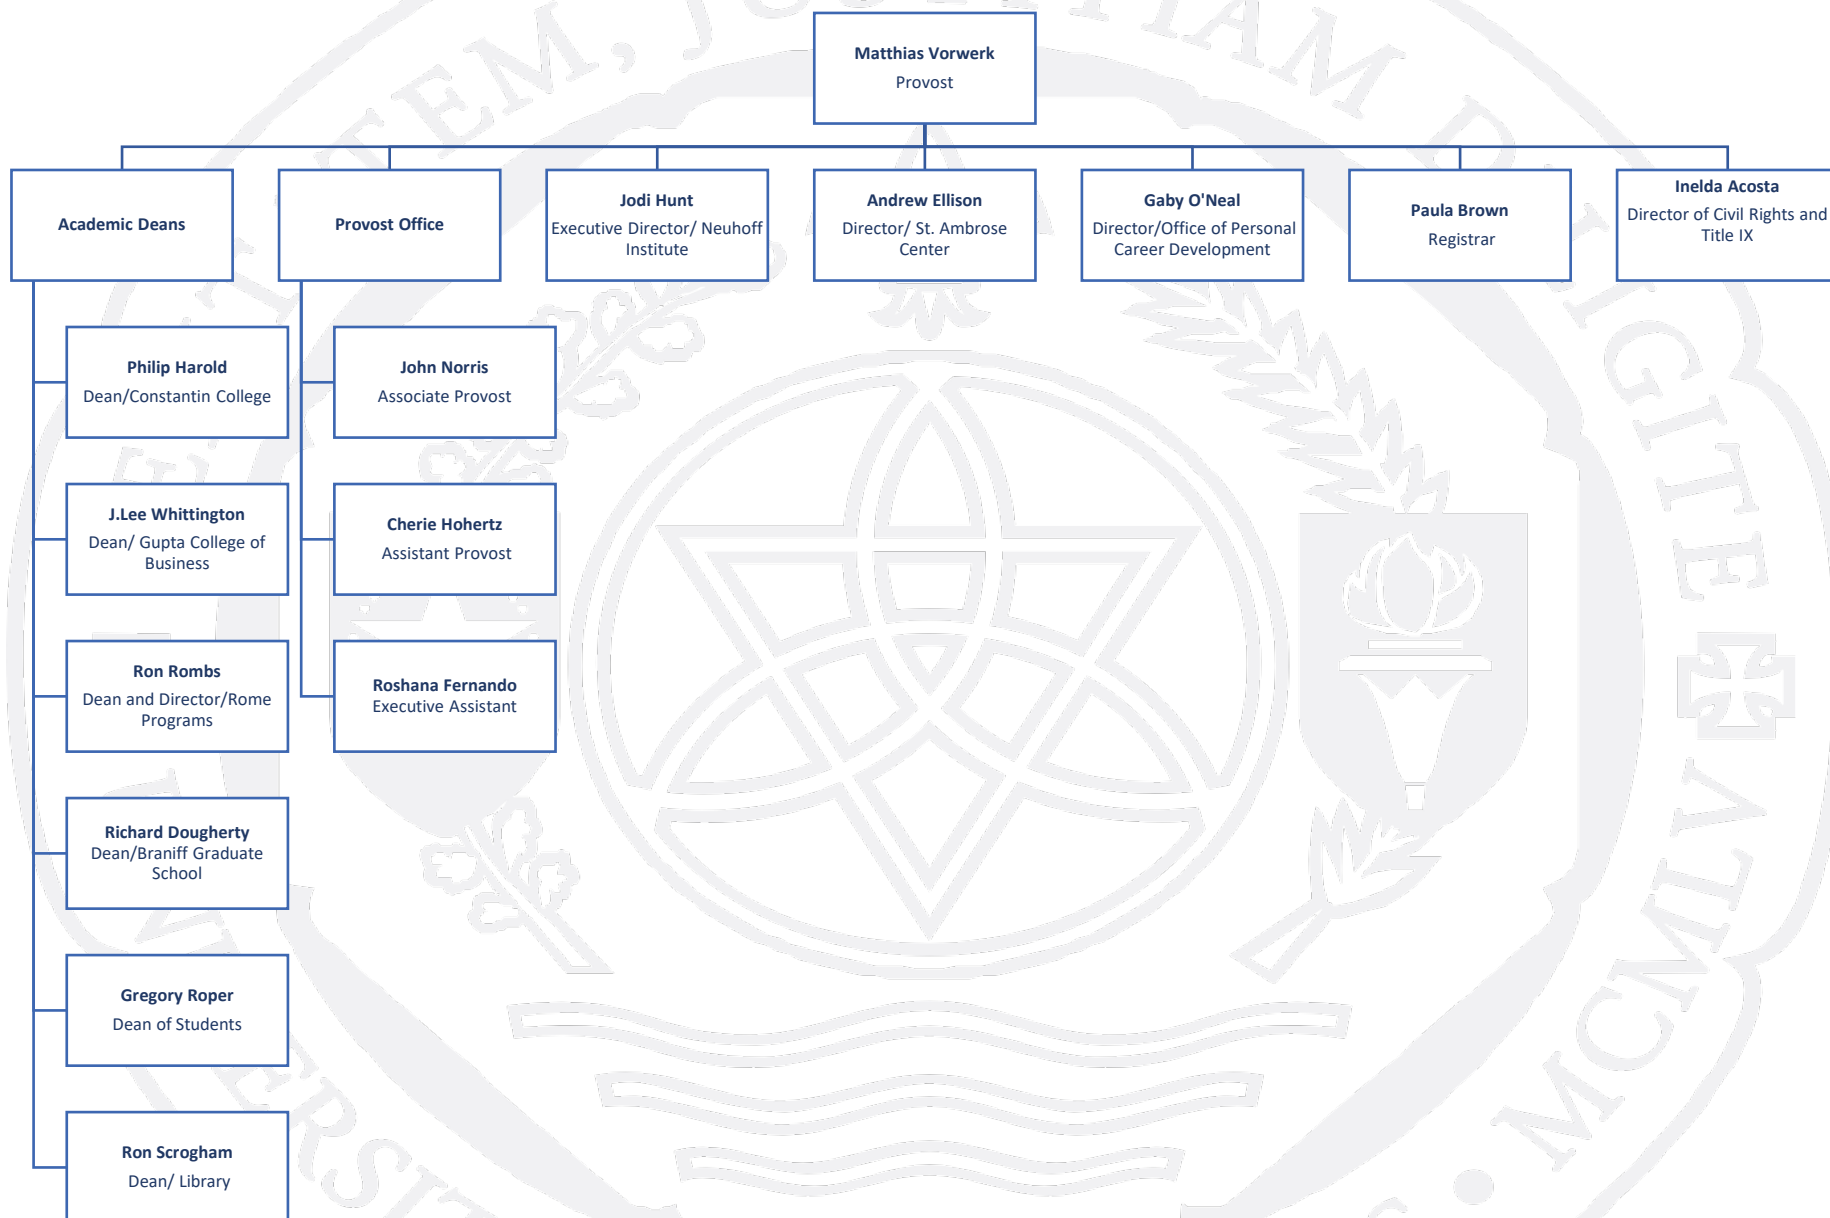 Matthias Vorwerk
Provost
Academic Deans
Provost Office
Jodi Hunt
Executive Director/ Neuhoff
Institute
Andrew Ellison
Director/ St. Ambrose
Center
Gaby O'Neal
Director/Office of Personal
Career Development
Paula Brown
Registrar
Inelda Acosta
Director of Civil Rights and
Title IX
Philip Harold
Dean/Constantin College
J.Lee Whittington
Dean/ Gupta College of
Business
Ron Rombs
Dean and Director/Rome
Programs
Richard Dougherty
Dean/Braniff Graduate
School
Gregory Roper
Dean of Students
Ron Scrogham
Dean/ Library
John Norris
Associate Provost
Cherie Hohertz
Assistant Provost
Roshana Fernando
Executive Assistant